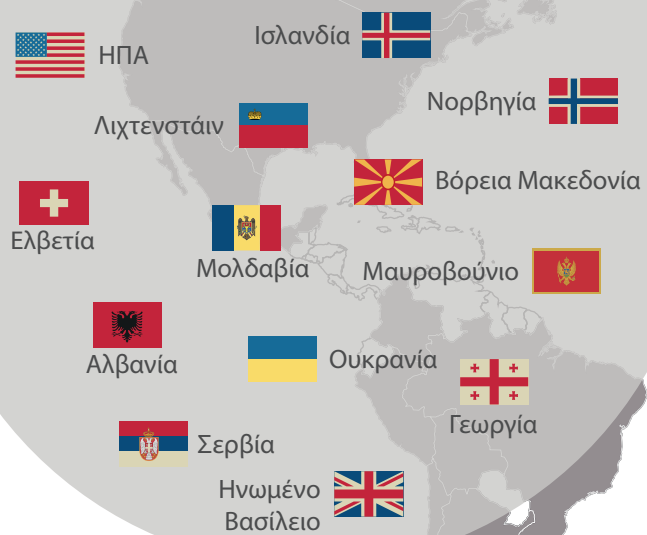 ΗΠΑ
Ισλανδία
Νορβηγία
Λιχτενστάιν
Βόρεια Μακεδονία
Ελβετία
Μολδαβία
Μαυροβούνιο
Αλβανία
Ουκρανία
Γεωργία
Σερβία
Ηνωμένο
Βασίλειο